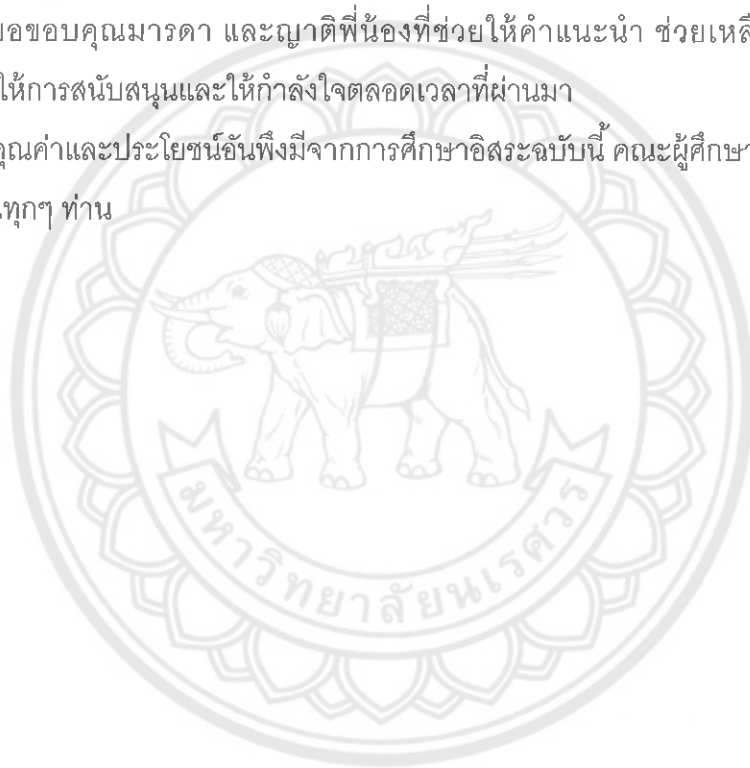 ขอขอบคุณมารดา และญาติพี่น้องที่ช่วยให้คำแนะนำ ช่วยเหลื
ให้การสนับสนุนและให้กำลังใจตลอดเวลาที่ผ่านมา
คุณค่าและประโยชน์อันพึงมีจากการศึกษาอิสระฉบับนี้ คณะผู้ศึกษา
ทุกๆ ท่าน
มหาวิทยาลัยนเรศวร